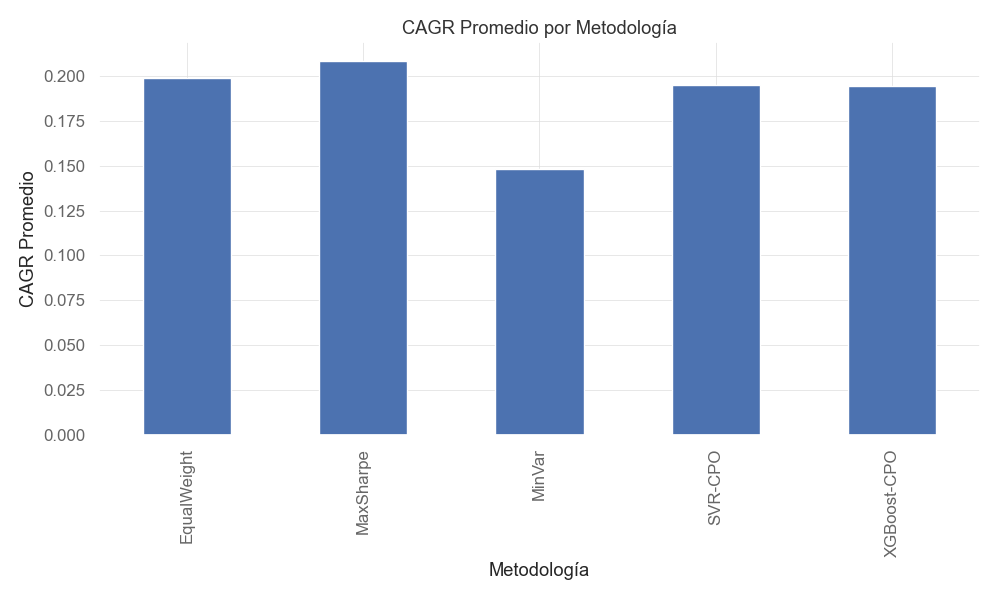 CAGR Promedio por Metodología
CAGR Promedio
0.200
0.175
0.150
0.125
0.100
0.075
0.050
0.025
0.000
EqualWeight
MaxSharpe
MinVar
SVR-CPO
XGBoost-CPO
Metodología